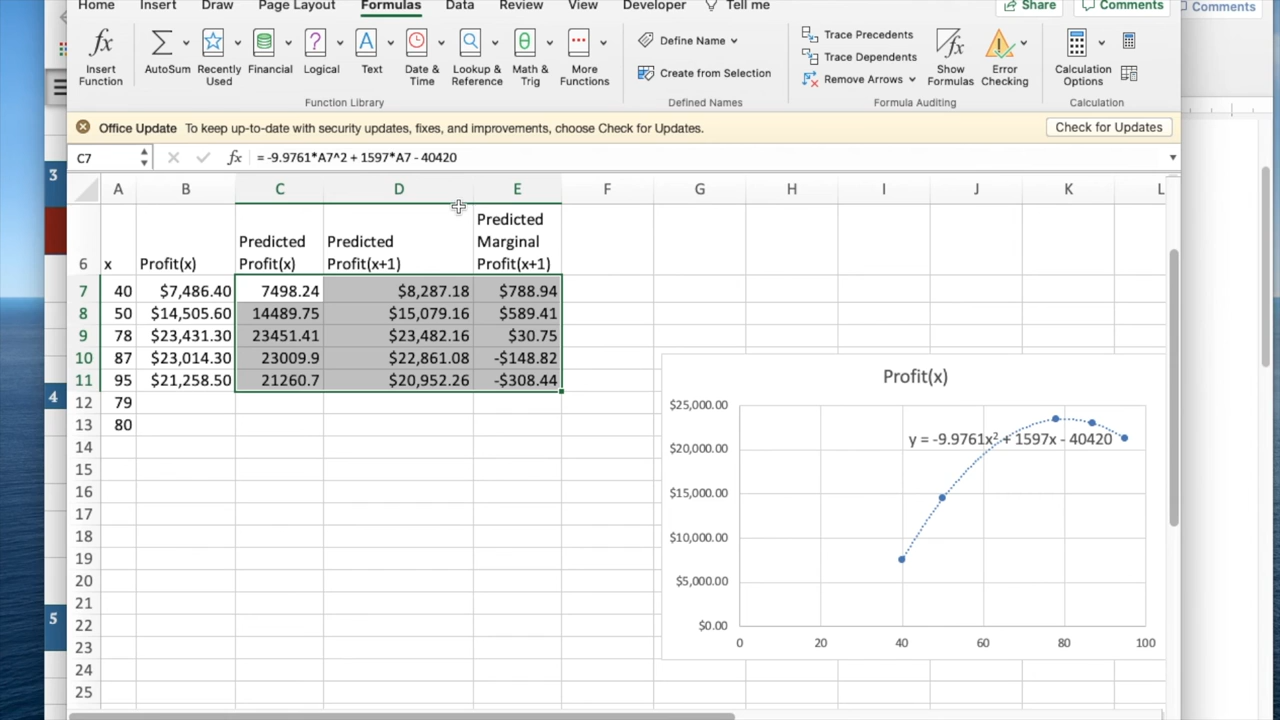 Home Insert Draw Page Layout Formulas Data Review View Developer Tell me Share Comments Comments
Insert Function
AutoSum
Recently Used
Financial
Logical
Text
Date & Time
Lookup & Reference
Math & Trig
More Functions
Function Library
Define Name
Create from Selection
Defined Names
Trace Precedents
Trace Dependents
Remove Arrows
Show Formulas
Error Checking
Formula Auditing
Calculation Options
Calculation
Office Update To keep up-to-date with security updates, fixes, and improvements, choose Check for Updates. Check for Updates
C7 fx = -9.9761*A7^2 + 1597*A7 - 40420
3
4
5
A B C D E F G H I J K L
6 x Profit(x) Predicted Profit(x) Predicted Profit(x+1) Predicted Marginal Profit(x+1)
7 40 $7,486.40 7498.24 $8,287.18 $788.94
8 50 $14,505.60 14489.75 $15,079.16 $589.41
9 78 $23,431.30 23451.41 $23,482.16 $30.75
10 87 $23,014.30 23009.9 $22,861.08 -$148.82
11 95 $21,258.50 21260.7 $20,952.26 -$308.44
12 79
13 80
14
15
16
17
18
19
20
21
22
23
24
25
Profit(x)
y = -9.9761x² + 1597x - 40420
$25,000.00
$20,000.00
$15,000.00
$10,000.00
$5,000.00
$0.00
0 20 40 60 80 100